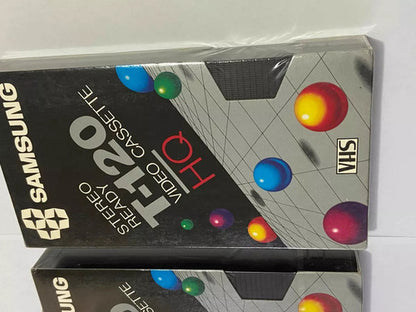 SAMSUNG
STEREO
READY
T-120
HQ
VIDEO CASSETTE
VHS
SAMSUNG